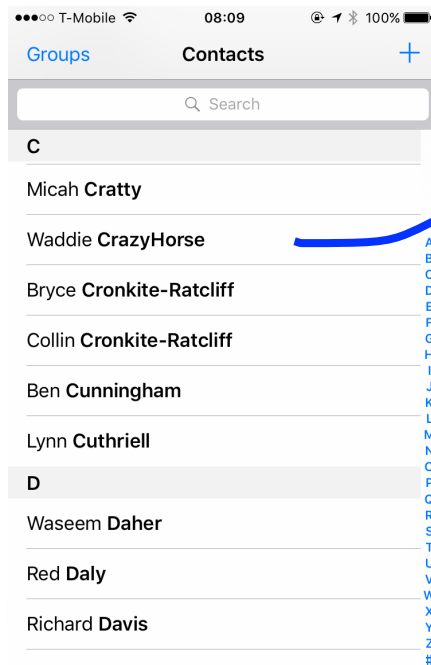 T-Mobile 08:09 100%
Groups Contacts +
Search
C
Micah Cratty
Waddie CrazyHorse
Bryce Cronkite-Ratcliff
Collin Cronkite-Ratcliff
Ben Cunningham
Lynn Cuthriell
D
Waseem Daher
Red Daly
Richard Davis
A
B
C
D
E
F
G
H
I
J
K
L
M
N
O
P
Q
R
S
T
U
V
W
X
Y
Z
#